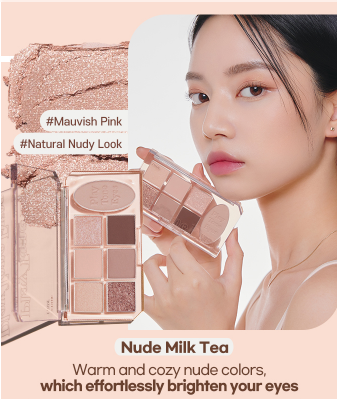 #Mauvish Pink
#Natural Nudy Look
Nude Milk Tea
Warm and cozy nude colors,
which effortlessly brighten your eyes